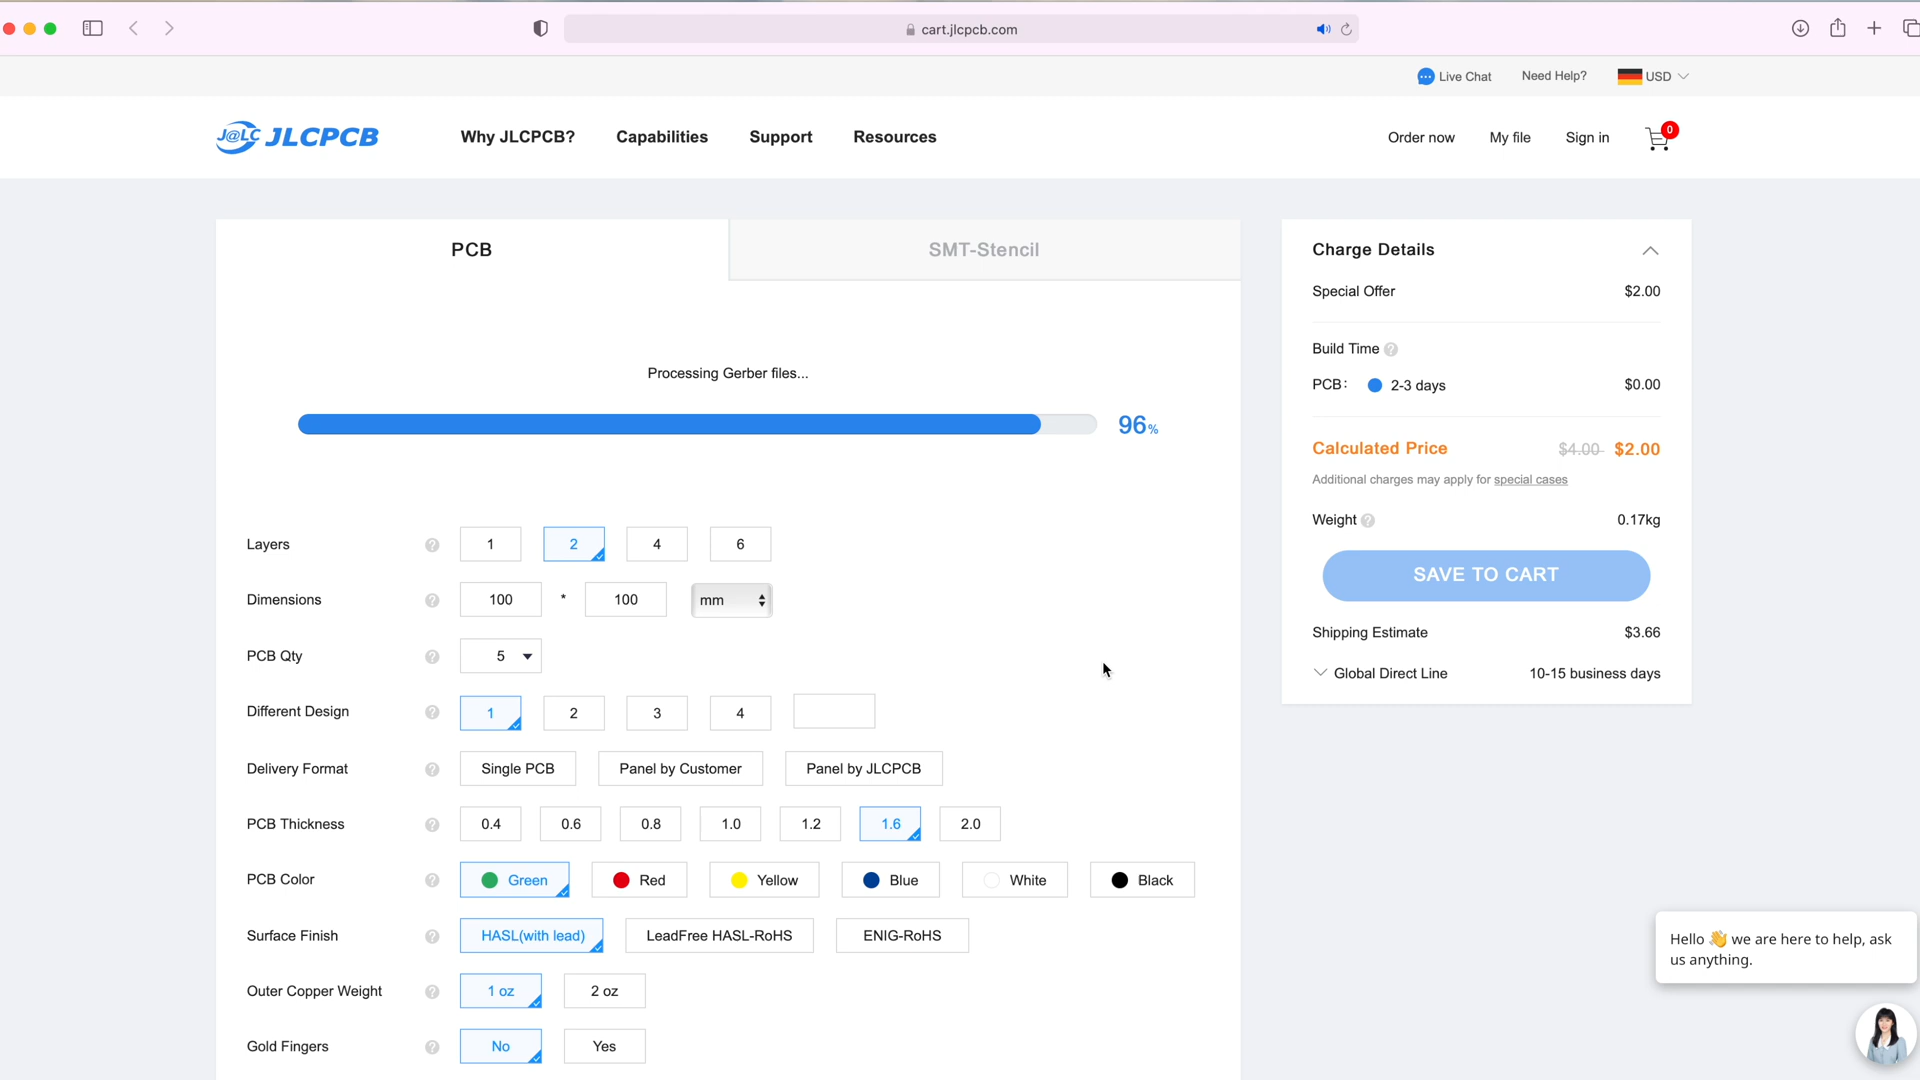 cart.jlcpcb.com
Live Chat Need Help? USD
J@LC JLCPCB Why JLCPCB? Capabilities Support Resources Order now My file Sign in 0
PCB SMT-Stencil
Processing Gerber files...
96%
Layers ? 1 2 4 6
Dimensions ? 100 * 100 mm
PCB Qty ? 5
Different Design ? 1 2 3 4
Delivery Format ? Single PCB Panel by Customer Panel by JLCPCB
PCB Thickness ? 0.4 0.6 0.8 1.0 1.2 1.6 2.0
PCB Color ? Green Red Yellow Blue White Black
Surface Finish ? HASL(with lead) LeadFree HASL-RoHS ENIG-RoHS
Outer Copper Weight ? 1 oz 2 oz
Gold Fingers ? No Yes
Charge Details
Special Offer $2.00
Build Time ?
PCB: 2-3 days $0.00
Calculated Price $4.00 $2.00
Additional charges may apply for special cases
Weight ? 0.17kg
SAVE TO CART
Shipping Estimate $3.66
Global Direct Line 10-15 business days
Hello 👋 we are here to help, ask
us anything.